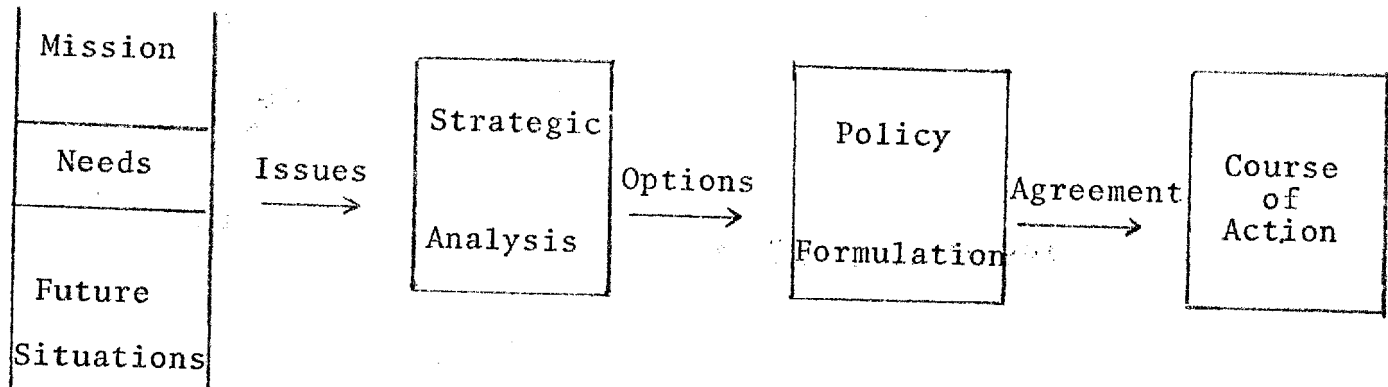 Mission
Needs
Future
Situations
Issues
Strategic
Analysis
Options
Policy
Formulation
Agreement
Course
of
Action